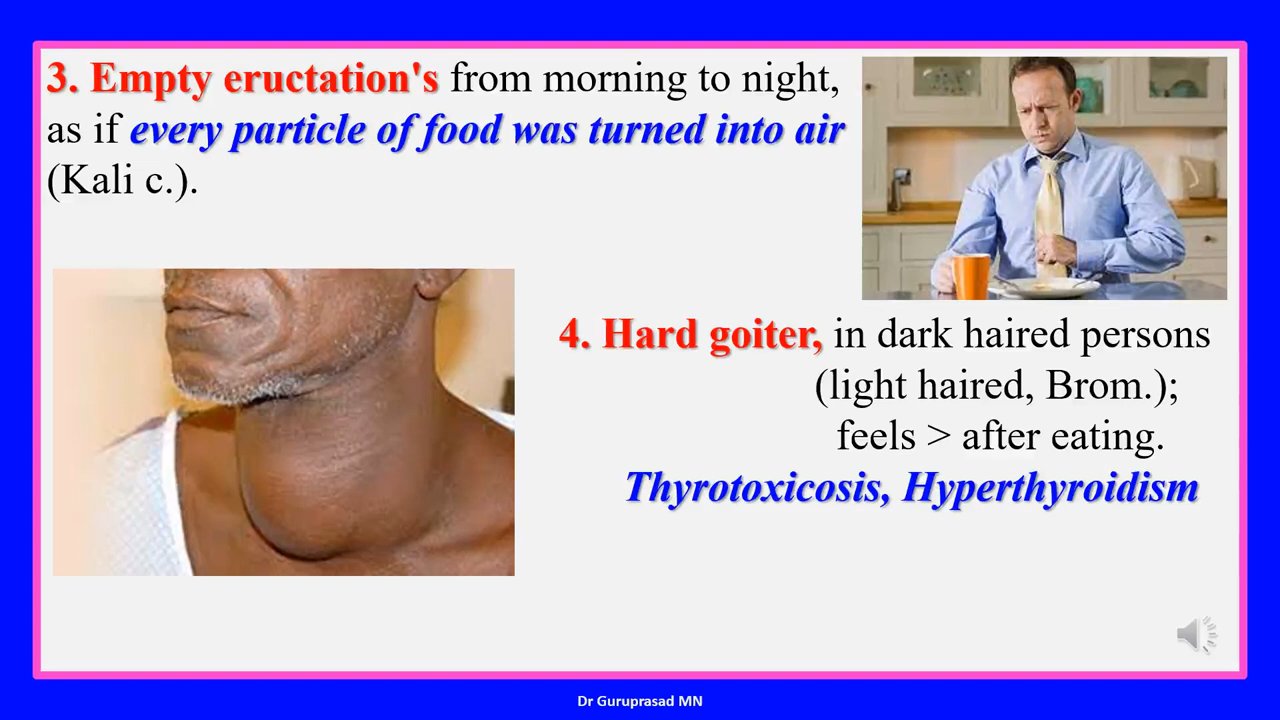 3. Empty eructation's from morning to night,
as if every particle of food was turned into air
(Kali c.).
4. Hard goiter, in dark haired persons
(light haired, Brom.);
feels > after eating.
Thyrotoxicosis, Hyperthyroidism
Dr Guruprasad MN